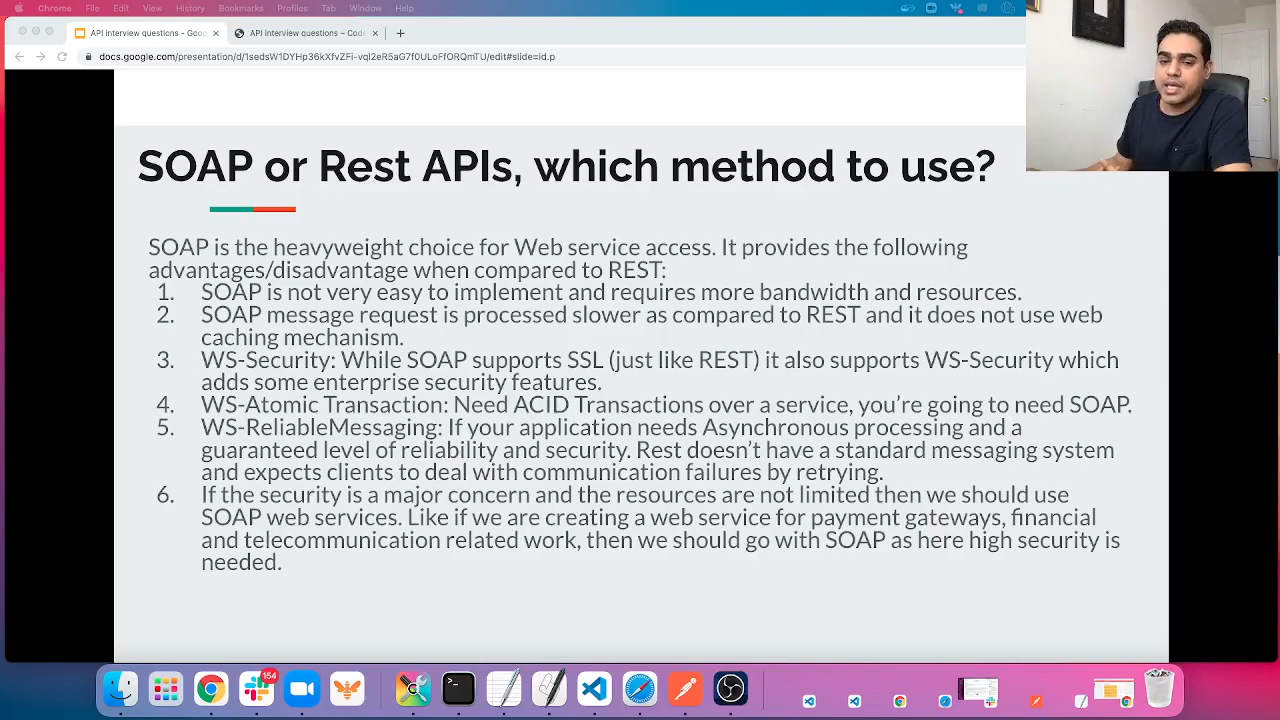 Chrome File Edit View History Bookmarks Profiles Tab Window Help
API interview questions - Goog
API interview questions – Code
docs.google.com/presentation/d/1sedsW1DYHp36kXfvZFi-vql2eR5aG7f0ULoFfORQmTU/edit#slide=id.p
SOAP or Rest APIs, which method to use?
SOAP is the heavyweight choice for Web service access. It provides the following
advantages/disadvantage when compared to REST:
1. SOAP is not very easy to implement and requires more bandwidth and resources.
2. SOAP message request is processed slower as compared to REST and it does not use web
caching mechanism.
3. WS-Security: While SOAP supports SSL (just like REST) it also supports WS-Security which
adds some enterprise security features.
4. WS-Atomic Transaction: Need ACID Transactions over a service, you’re going to need SOAP.
5. WS-ReliableMessaging: If your application needs Asynchronous processing and a
guaranteed level of reliability and security. Rest doesn’t have a standard messaging system
and expects clients to deal with communication failures by retrying.
6. If the security is a major concern and the resources are not limited then we should use
SOAP web services. Like if we are creating a web service for payment gateways, financial
and telecommunication related work, then we should go with SOAP as here high security is
needed.
154